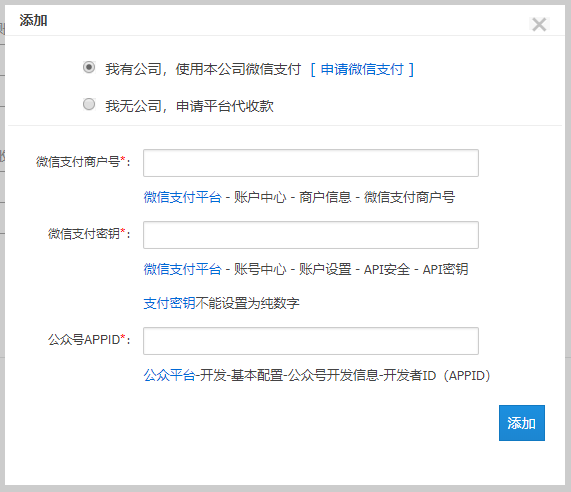 添加
我有公司，使用本公司微信支付 [ 申请微信支付 ]
我无公司，申请平台代收款
微信支付商户号*：
微信支付平台 - 账户中心 - 商户信息 - 微信支付商户号
微信支付密钥*：
微信支付平台 - 账号中心 - 账户设置 - API安全 - API密钥
支付密钥不能设置为纯数字
公众号APPID*：
公众平台-开发-基本配置-公众号开发信息-开发者ID（APPID）
添加